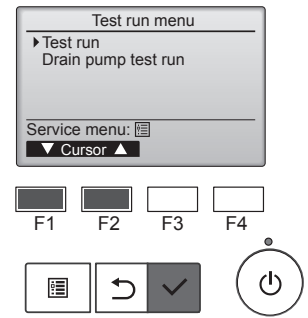 Test run menu
Test run
Drain pump test run
Service menu:
▼ Cursor ▲
F1 F2 F3 F4